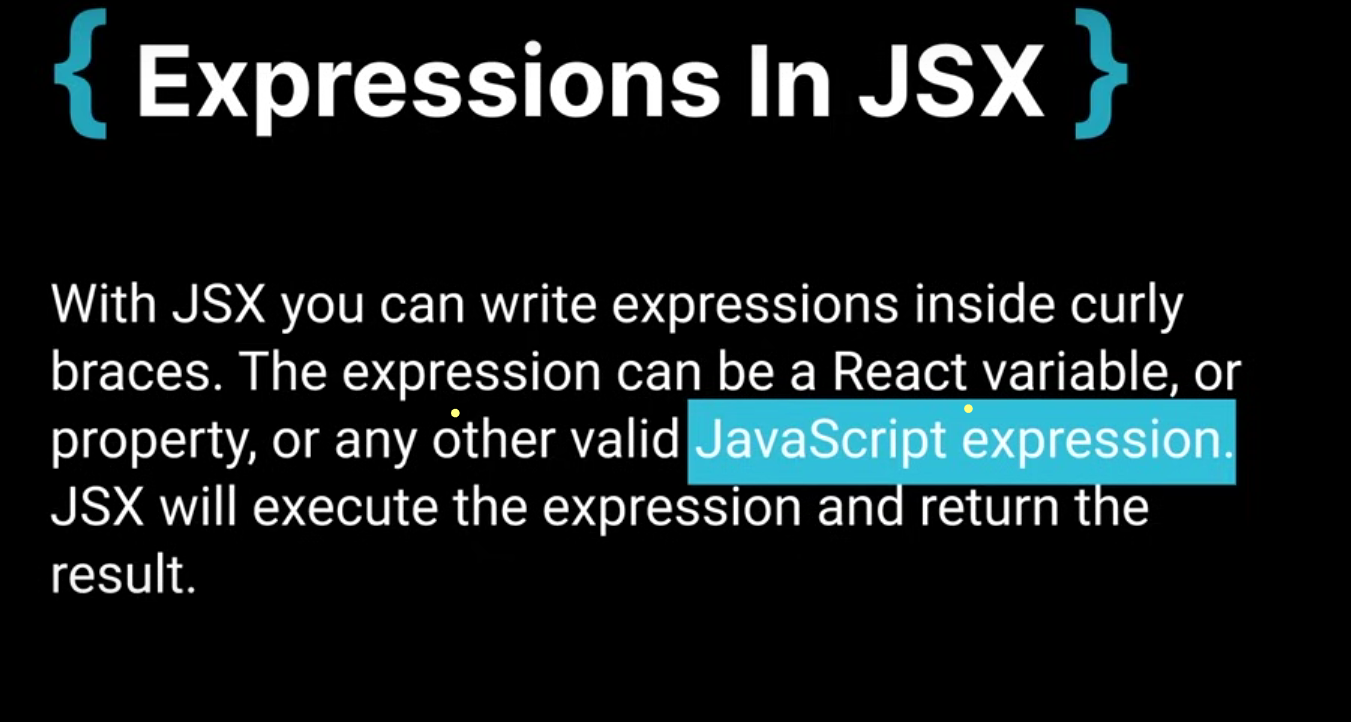 { Expressions In JSX }
With JSX you can write expressions inside curly
braces. The expression can be a React variable, or
property, or any other valid JavaScript expression.
JSX will execute the expression and return the
result.